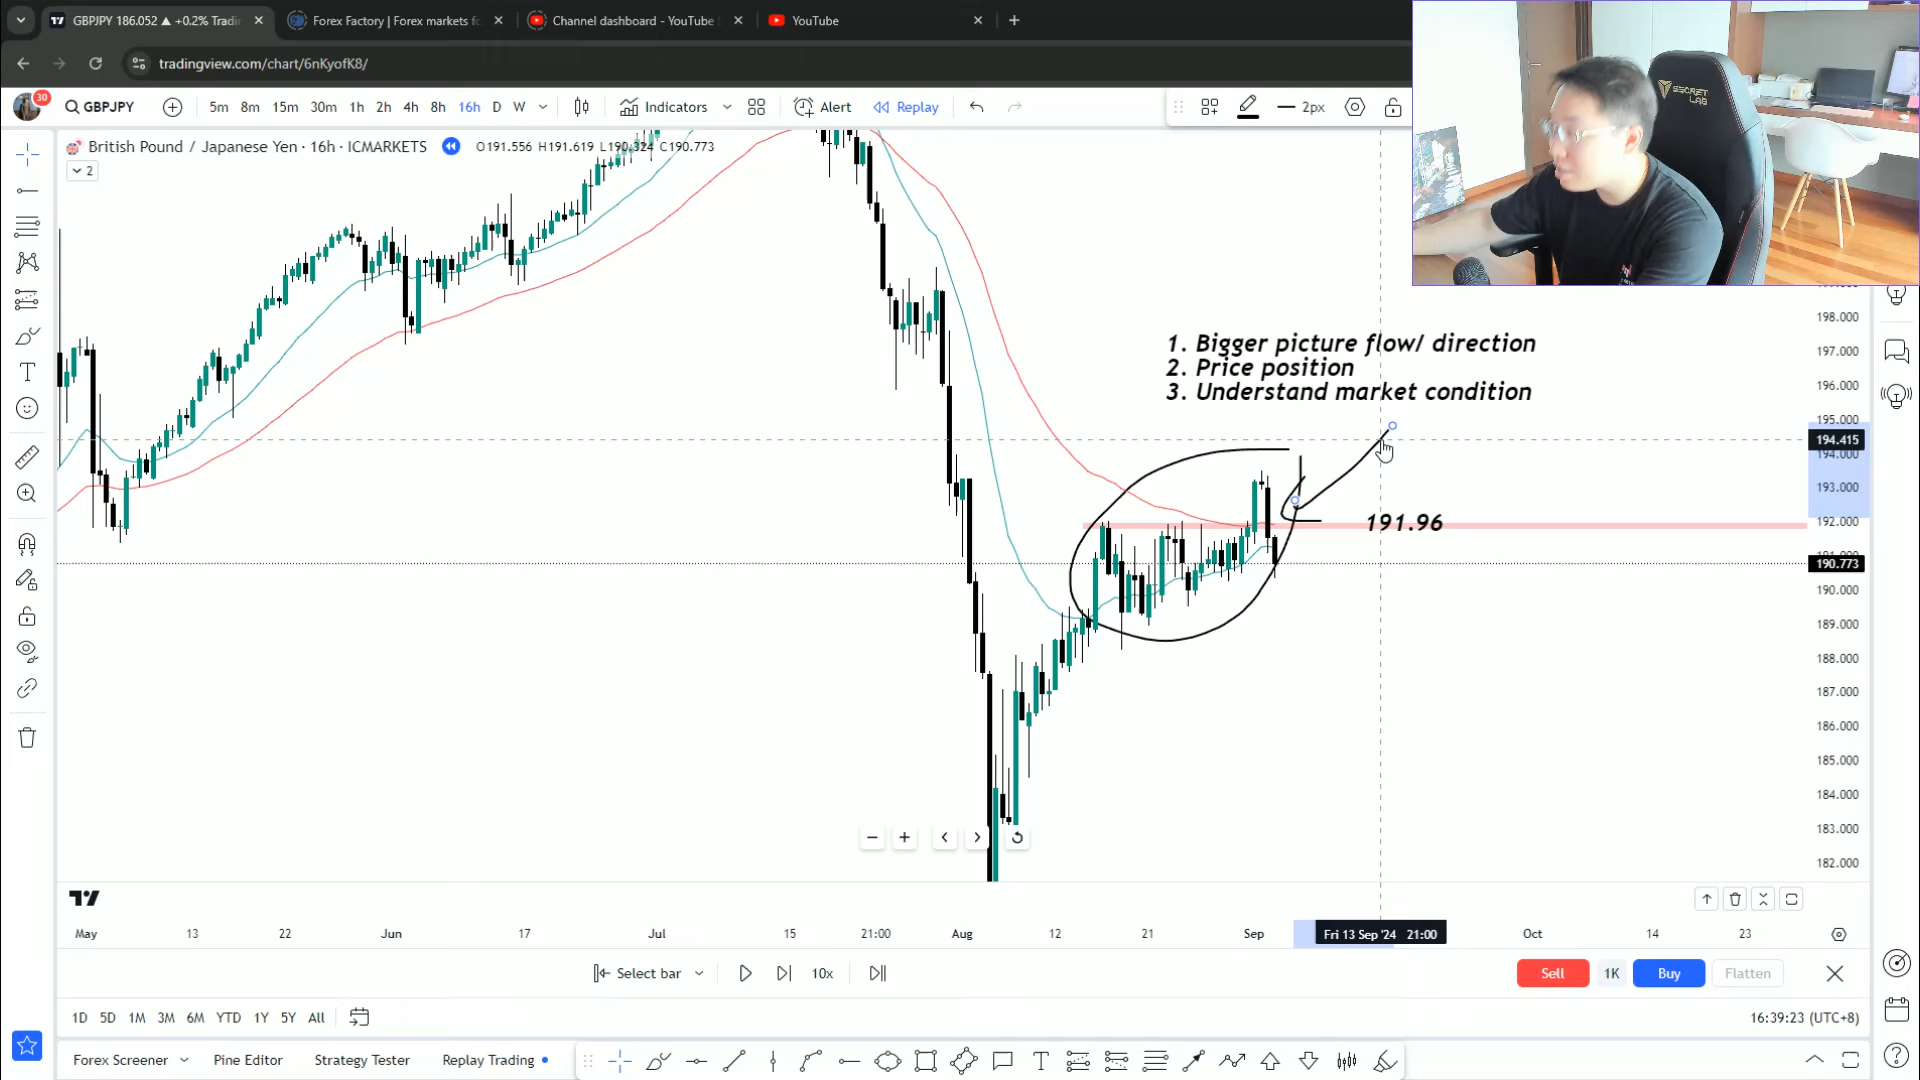 GBPJPY 186.052 ▲ +0.2% Tradi
Forex Factory | Forex markets fo
Channel dashboard - YouTube S
YouTube
tradingview.com/chart/6nKyofK8/
30
GBPJPY
5m 8m 15m 30m 1h 2h 4h 8h 16h D W
Indicators
Alert
Replay
2px
British Pound / Japanese Yen · 16h · ICMARKETS O191.556 H191.619 L190.324 C190.773
2
SECRET
LAB
1. Bigger picture flow/ direction
2. Price position
3. Understand market condition
191.96
198.000
197.000
196.000
195.000
194.415
194.000
193.000
192.000
190.773
190.000
189.000
188.000
187.000
186.000
185.000
184.000
183.000
182.000
May 13 22 Jun 17 Jul 15 21:00 Aug 12 21 Sep Fri 13 Sep '24 21:00 Oct 14 23
Select bar 10x
Sell 1K Buy Flatten
1D 5D 1M 3M 6M YTD 1Y 5Y All
16:39:23 (UTC+8)
Forex Screener Pine Editor Strategy Tester Replay Trading